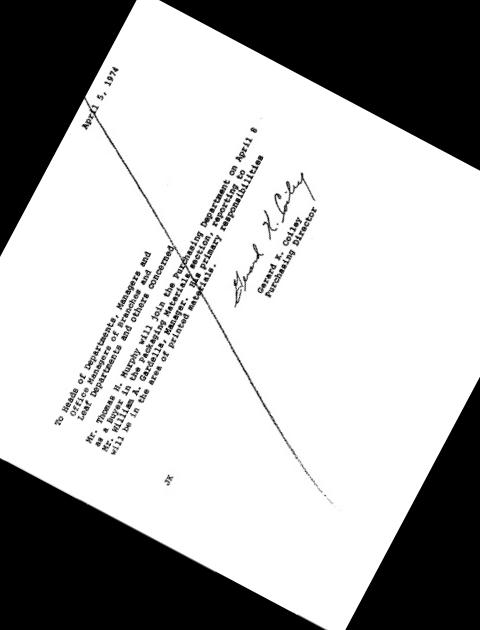 April 5, 1974
To Heads of Departments, Managers and
Office Managers of Branches and
Leaf Departments and others concerned
Mr. Thomas H. Murphy will join the Purchasing Department on April 8
as a Buyer in the Packaging Materials section, reporting to
Mr. William A. Gardella, Manager. His primary responsibilities
will be in the area of printed materials.
Gerard K. Coiley
Gerard K. Coiley
Purchasing Director
JK